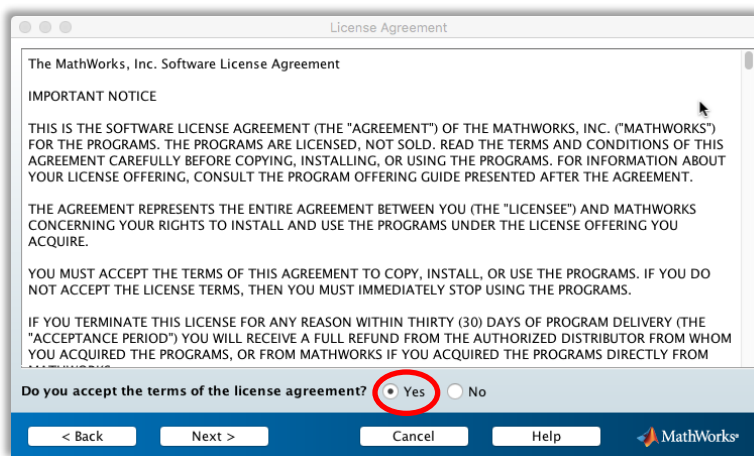 License Agreement
The MathWorks, Inc. Software License Agreement
IMPORTANT NOTICE
THIS IS THE SOFTWARE LICENSE AGREEMENT (THE "AGREEMENT") OF THE MATHWORKS, INC. ("MATHWORKS")
FOR THE PROGRAMS. THE PROGRAMS ARE LICENSED, NOT SOLD. READ THE TERMS AND CONDITIONS OF THIS
AGREEMENT CAREFULLY BEFORE COPYING, INSTALLING, OR USING THE PROGRAMS. FOR INFORMATION ABOUT
YOUR LICENSE OFFERING, CONSULT THE PROGRAM OFFERING GUIDE PRESENTED AFTER THE AGREEMENT.
THE AGREEMENT REPRESENTS THE ENTIRE AGREEMENT BETWEEN YOU (THE "LICENSEE") AND MATHWORKS
CONCERNING YOUR RIGHTS TO INSTALL AND USE THE PROGRAMS UNDER THE LICENSE OFFERING YOU
ACQUIRE.
YOU MUST ACCEPT THE TERMS OF THIS AGREEMENT TO COPY, INSTALL, OR USE THE PROGRAMS. IF YOU DO
NOT ACCEPT THE LICENSE TERMS, THEN YOU MUST IMMEDIATELY STOP USING THE PROGRAMS.
IF YOU TERMINATE THIS LICENSE FOR ANY REASON WITHIN THIRTY (30) DAYS OF PROGRAM DELIVERY (THE
"ACCEPTANCE PERIOD") YOU WILL RECEIVE A FULL REFUND FROM THE AUTHORIZED DISTRIBUTOR FROM WHOM
YOU ACQUIRED THE PROGRAMS, OR FROM MATHWORKS IF YOU ACQUIRED THE PROGRAMS DIRECTLY FROM
Do you accept the terms of the license agreement? Yes No
< Back Next > Cancel Help MathWorks®